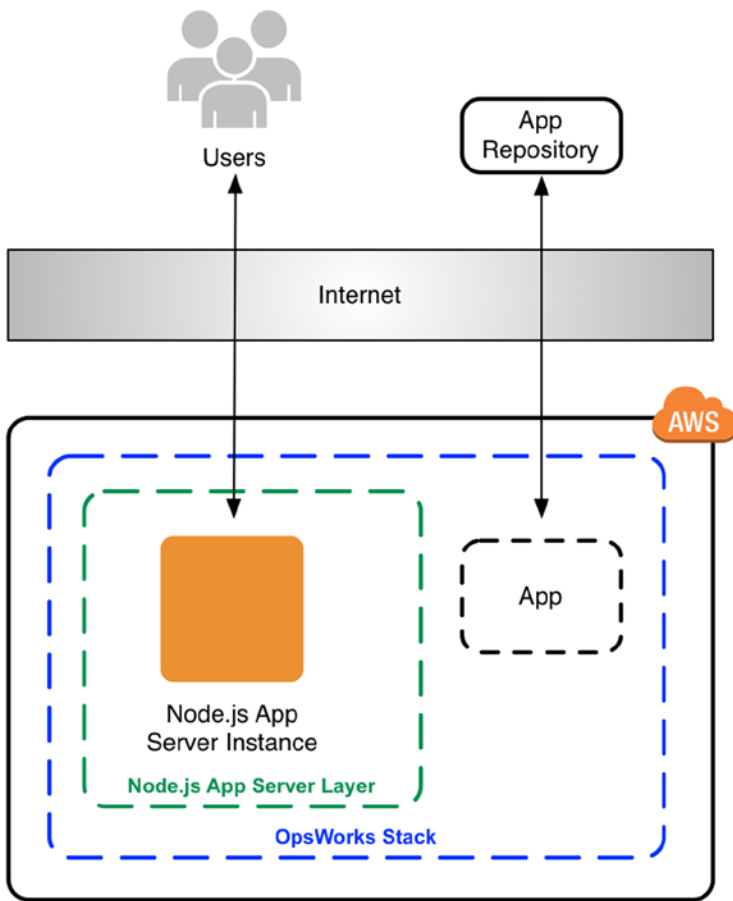 Users
App
Repository
Internet
AWS
App
Node.js App
Server Instance
Node.js App Server Layer
OpsWorks Stack